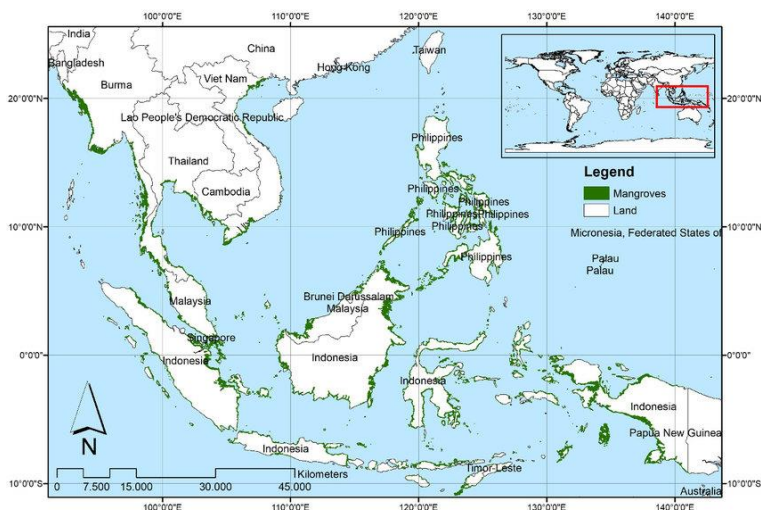 100°0'0"E
110°0'0"E
120°0'0"E
130°0'0"E
140°0'0"E
India
China
Taiwan
Bangladesh
Hong Kong
Burma
Viet Nam
20°0'0"N
20°0'0"N
Lao People's Democratic Republic
Philippines
Thailand
Legend
Cambodia
Philippines
Mangroves
Philippines
Land
Philippines
Philippines
10°0'0"N
10°0'0"N
Philippines
Philippines
Micronesia, Federated States of
Philippines
Palau
Palau
Brunei Darussalam
Malaysia
Malaysia
Singapore
Indonesia
Indonesia
0°0'0"
0°0'0"
Indonesia
Indonesia
Papua New Guinea
N
Indonesia
Timor-Leste
Kilometers
0 7.500 15.000 30.000 45.000
10°0'0"S
10°0'0"S
Australia
100°0'0"E
110°0'0"E
120°0'0"E
130°0'0"E
140°0'0"E